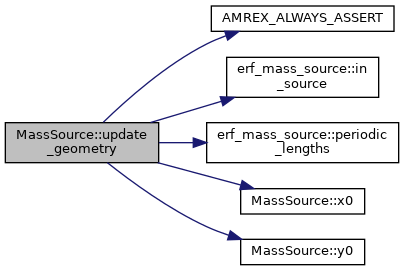 AMREX_ALWAYS_ASSERT
erf_mass_source::in
_source
MassSource::update
_geometry
erf_mass_source::periodic
_lengths
MassSource::x0
MassSource::y0